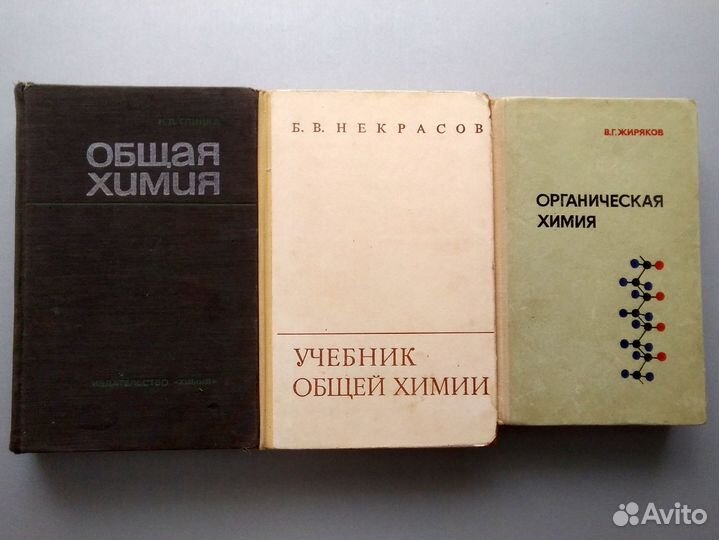 Н.Л. ГЛИНКА
ОБЩАЯ
ХИМИЯ
ИЗДАТЕЛЬСТВО «ХИМИЯ»
Б. В. НЕКРАСОВ
УЧЕБНИК
ОБЩЕЙ ХИМИИ
В.Г. ЖИРЯКОВ
ОРГАНИЧЕСКАЯ
ХИМИЯ
Avito